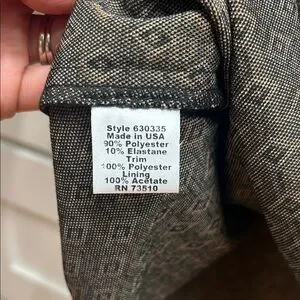 Style 630335
Made in USA
90% Polyester
10% Elastane
Trim
100% Polyester
Lining
100% Acetate
RN 73510